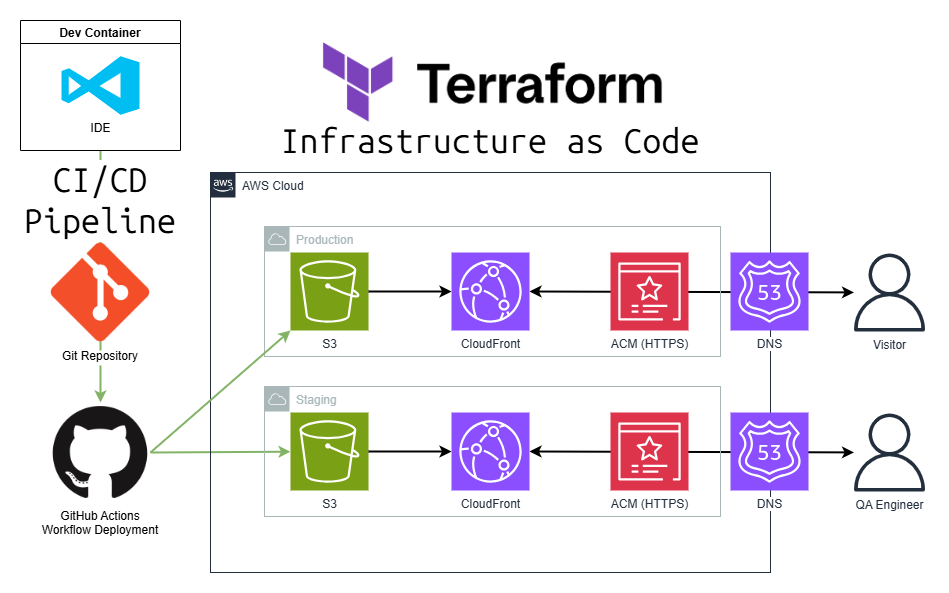 Dev Container
IDE
CI/CD
Pipeline
Git Repository
GitHub Actions
Workflow Deployment
Terraform
Infrastructure as Code
aws
AWS Cloud
Production
S3
CloudFront
ACM (HTTPS)
53
DNS
Visitor
Staging
S3
CloudFront
ACM (HTTPS)
53
DNS
QA Engineer